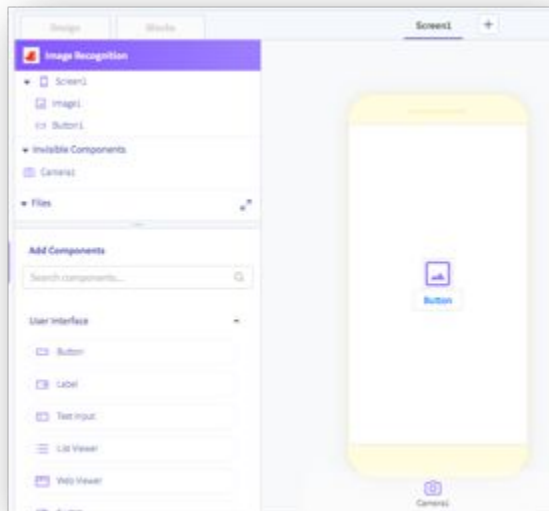 Design Blocks
Screen1 +
Image Recognition
Screen1
Image1
Button1
Invisible Components
Camera1
Files
Add Components
Search components...
User Interface
Button
Label
Text Input
List Viewer
Web Viewer
Button
Camera1